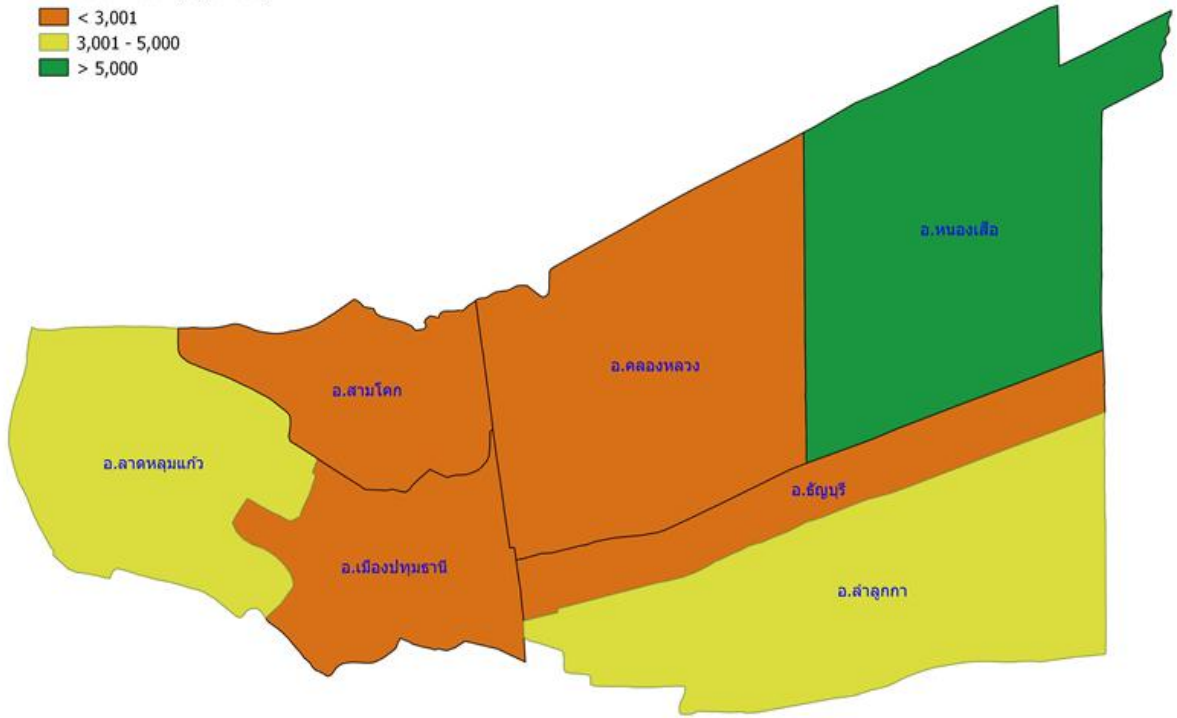 < 3,001
3,001 - 5,000
> 5,000
อ.หนองเสือ
อ.คลองหลวง
อ.สามโคก
อ.ลาดหลุมแก้ว
อ.ธัญบุรี
อ.เมืองปทุมธานี
อ.ลำลูกกา